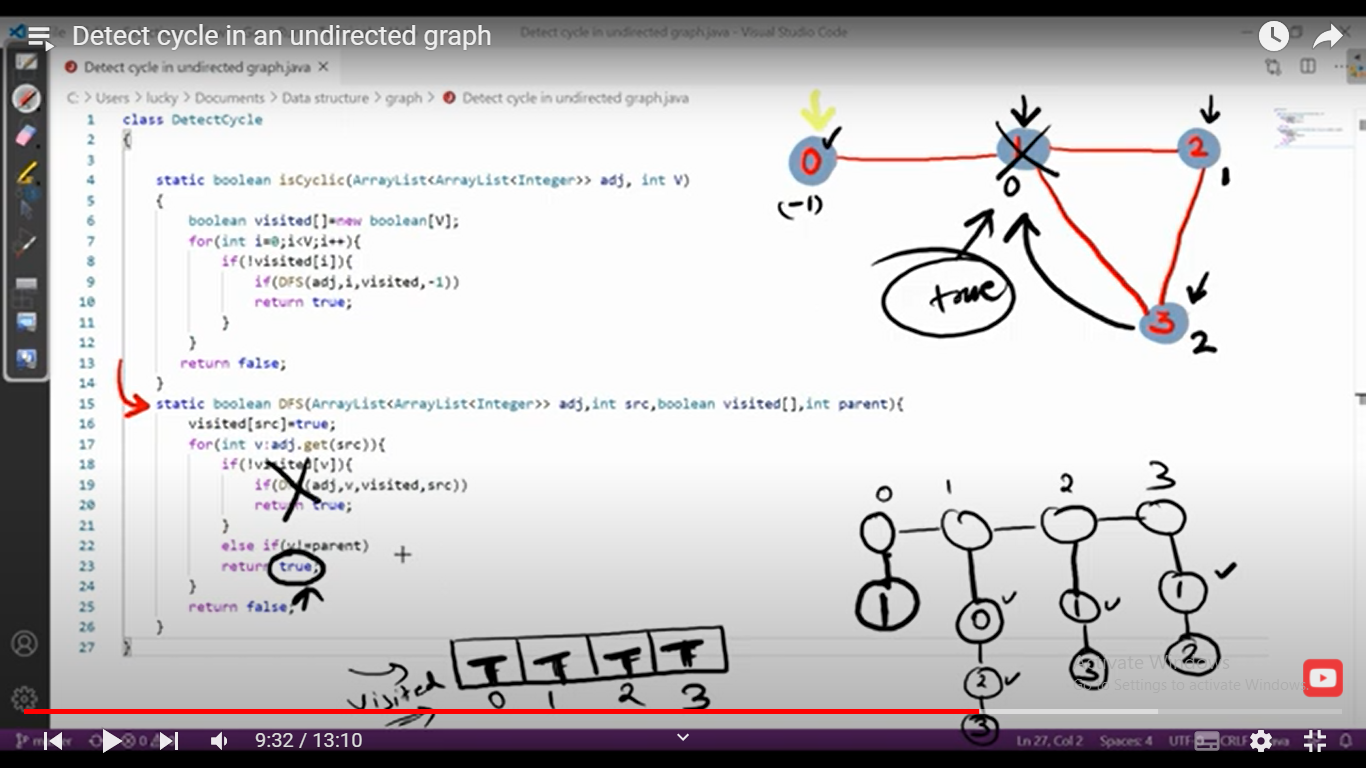 Detect cycle in an undirected graph
Detect cycle in undirected graph.java - Visual Studio Code
Detect cycle in undirected graph.java ×
C: > Users > lucky > Documents > Data structure > graph > Detect cycle in undirected graph.java
1 class DetectCycle
2 {
3
4 static boolean isCyclic(ArrayList<ArrayList<Integer>> adj, int V)
5 {
6 boolean visited[]=new boolean[V];
7 for(int i=0;i<V;i++){
8 if(!visited[i]){
9 if(DFS(adj,i,visited,-1))
10 return true;
11 }
12 }
13 return false;
14 }
15 static boolean DFS(ArrayList<ArrayList<Integer>> adj,int src,boolean visited[],int parent){
16 visited[src]=true;
17 for(int v:adj.get(src)){
18 if(!visited[v]){
19 if(DFS(adj,v,visited,src))
20 return true;
21 }
22 else if(v!=parent)
23 return true;
24 }
25 return false;
26 }
27 }
0 1 2
(-1) 0 1
true
3
2
0 1 2 3
1 0 1 1
2 3 2
3
T T T T
visited 0 1 2 3
Activate Windows
Go to Settings to activate Windows.
9:32 / 13:10
Ln 27, Col 2 Spaces: 4 UTF- CRLF